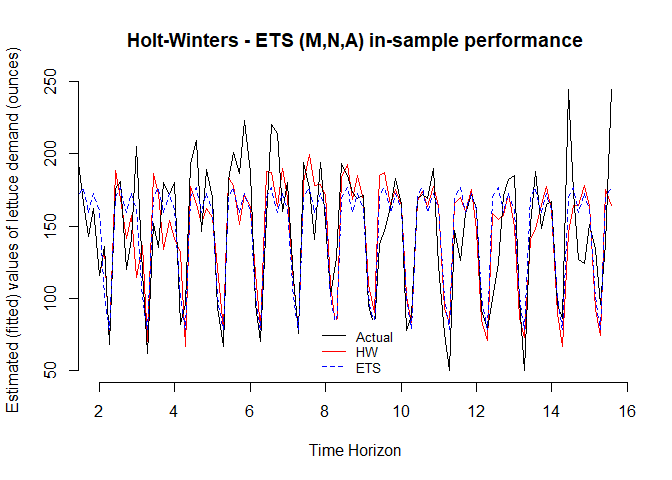 Holt-Winters - ETS (M,N,A) in-sample performance
Estimated (fitted) values of lettuce demand (ounces)
250
200
150
100
50
Actual
HW
ETS
2 4 6 8 10 12 14 16
Time Horizon